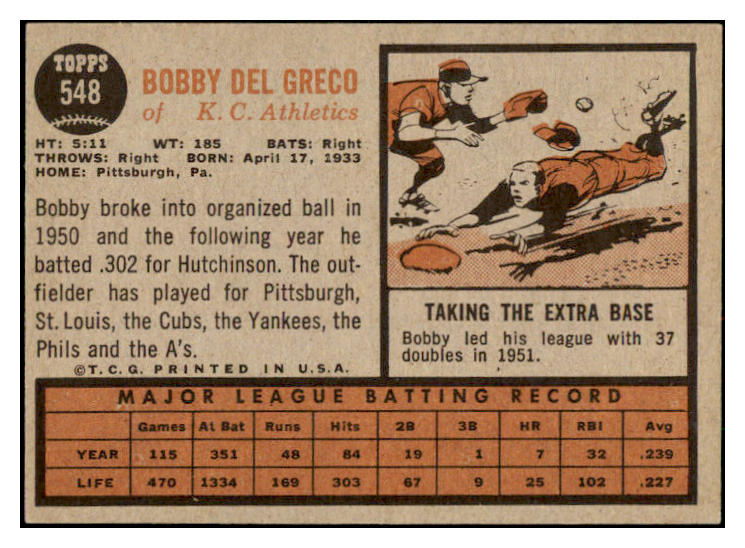 TOPPS
548
BOBBY DEL GRECO
of K. C. Athletics
HT: 5:11 WT: 185 BATS: Right
THROWS: Right BORN: April 17, 1933
HOME: Pittsburgh, Pa.
Bobby broke into organized ball in
1950 and the following year he
batted .302 for Hutchinson. The out-
fielder has played for Pittsburgh,
St. Louis, the Cubs, the Yankees, the
Phils and the A's.
©T. C. G. PRINTED IN U.S.A.
TAKING THE EXTRA BASE
Bobby led his league with 37
doubles in 1951.
MAJOR LEAGUE BATTING RECORD
Games At Bat Runs Hits 2B 3B HR RBI Avg
YEAR 115 351 48 84 19 1 7 32 .239
LIFE 470 1334 169 303 67 9 25 102 .227